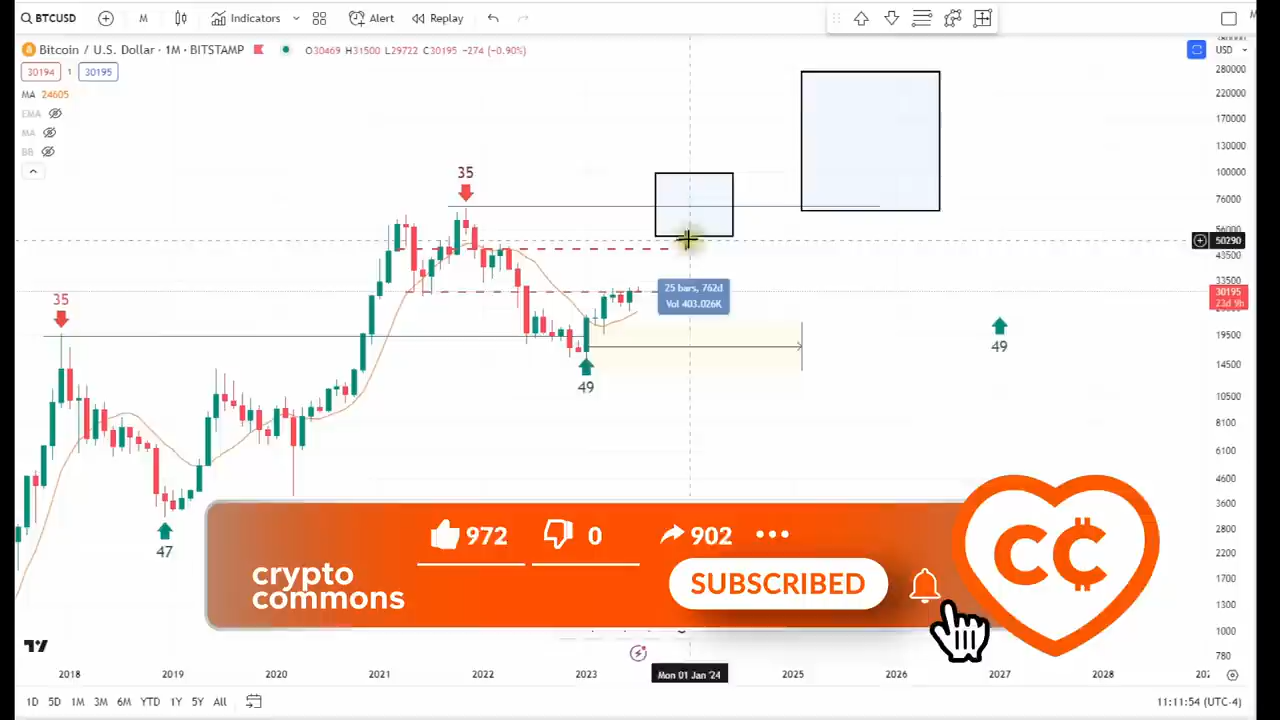 BTCUSD M Indicators Alert Replay
Bitcoin / U.S. Dollar · 1M · BITSTAMP O30469 H31500 L29722 C30195 -274 (-0.90%)
30194 1 30195
MA 24605
EMA
MA
BB
USD
280000
220000
170000
130000
100000
76000
56000
50290
43500
33500
30195
23d 9h
19500
14500
10500
8100
6100
4600
3600
2800
2200
1700
1300
1000
780
35
35
25 bars, 762d
Vol 403.026K
49
49
47
972 0 902
crypto
commons
SUBSCRIBED
CC
2018 2019 2020 2021 2022 2023 Mon 01 Jan '24 2025 2026 2027 2028
1D 5D 1M 3M 6M YTD 1Y 5Y All 11:11:54 (UTC-4)